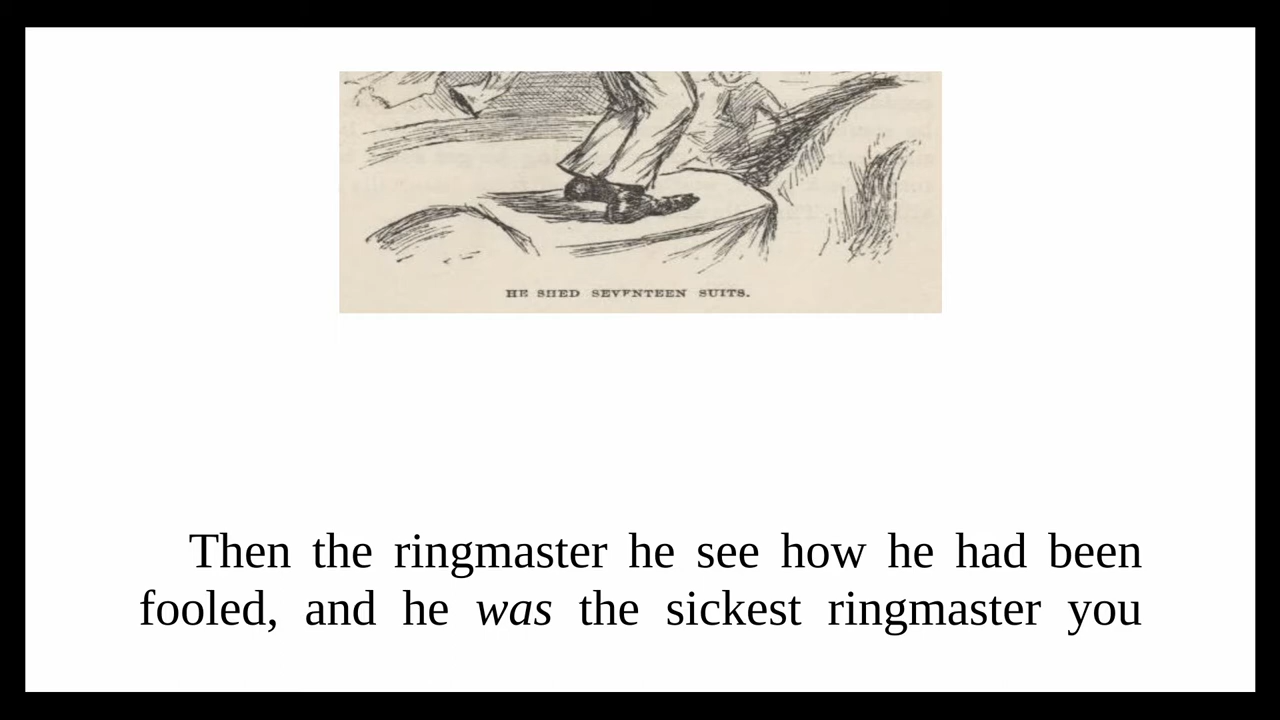 HE SHED SEVENTEEN SUITS.
Then the ringmaster he see how he had been
fooled, and he was the sickest ringmaster you